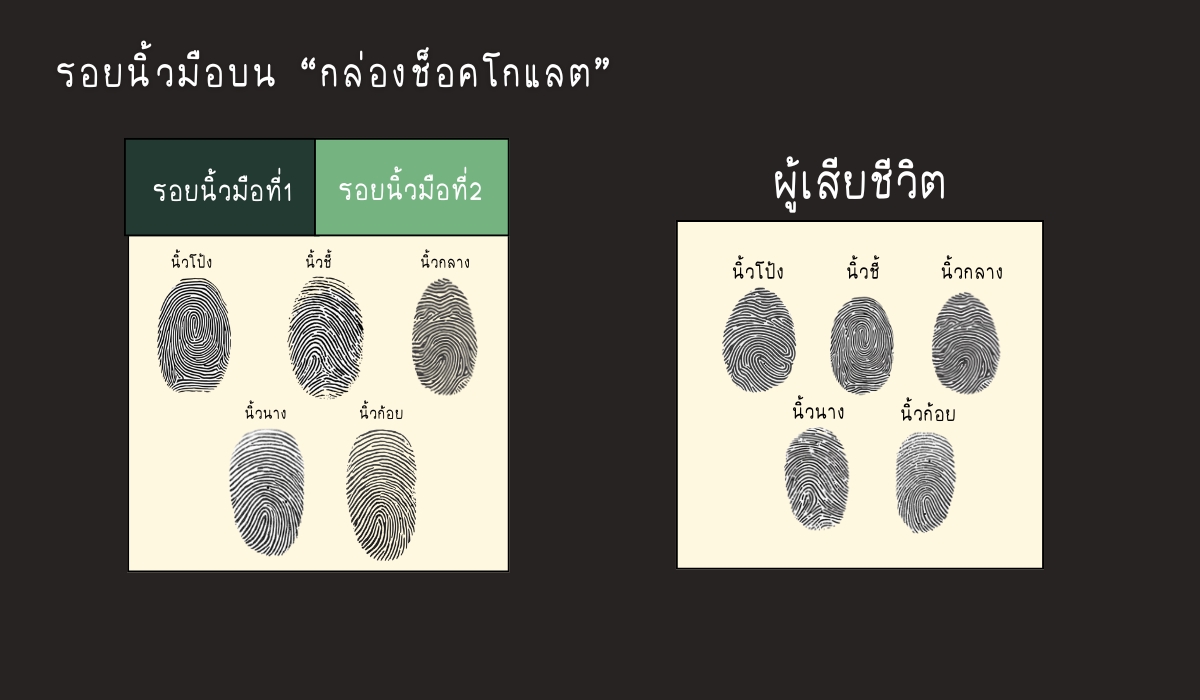 รอยนิ้วมือบน “กล่องช็อคโกแลต”
รอยนิ้วมือที่1
รอยนิ้วมือที่2
นิ้วโป้ง นิ้วชี้ นิ้วกลาง
นิ้วนาง นิ้วก้อย
ผู้เสียชีวิต
นิ้วโป้ง นิ้วชี้ นิ้วกลาง
นิ้วนาง นิ้วก้อย